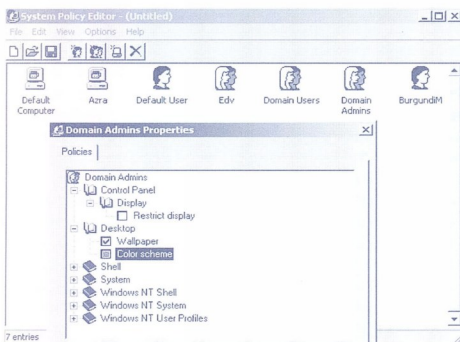 System Policy Editor - (Untitled)
File Edit View Options Help
Default Computer
Azra
Default User
Edv
Domain Users
Domain Admins
BurgundiM
Domain Admins Properties
Policies
Domain Admins
Control Panel
Display
Restrict display
Desktop
Wallpaper
Color scheme
Shell
System
Windows NT Shell
Windows NT System
Windows NT User Profiles
7 entries